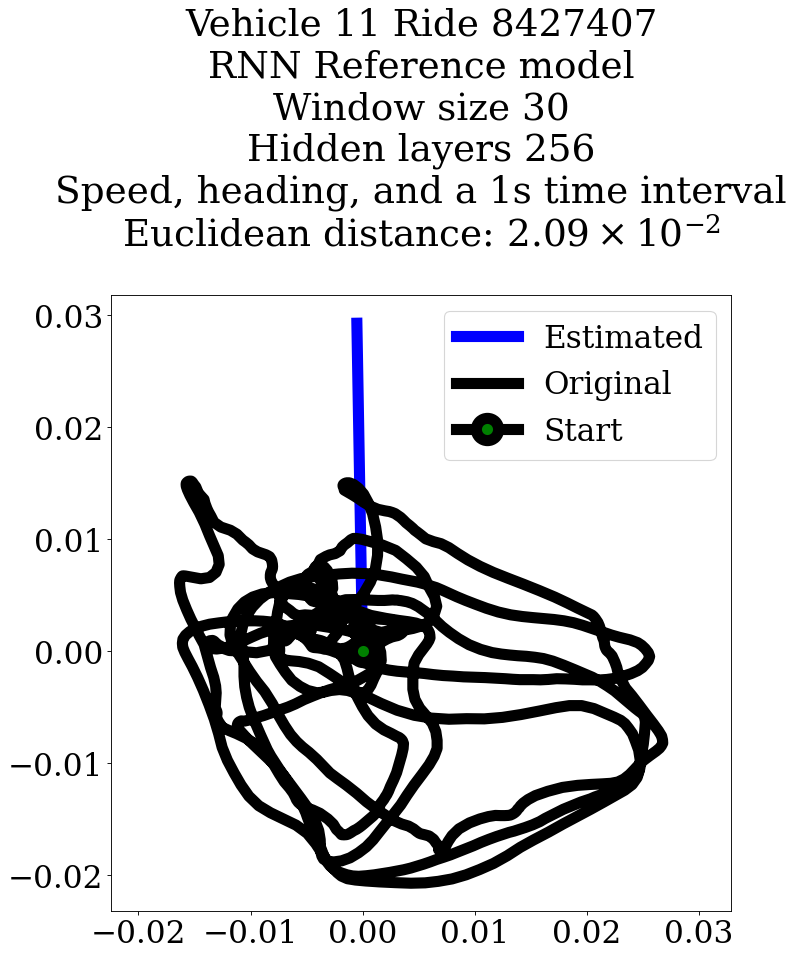 Vehicle 11 Ride 8427407
RNN Reference model
Window size 30
Hidden layers 256
Speed, heading, and a 1s time interval
Euclidean distance: 2.09 × 10⁻²
0.03
0.02
0.01
0.00
−0.01
−0.02
Estimated
Original
Start
−0.02 −0.01 0.00 0.01 0.02 0.03